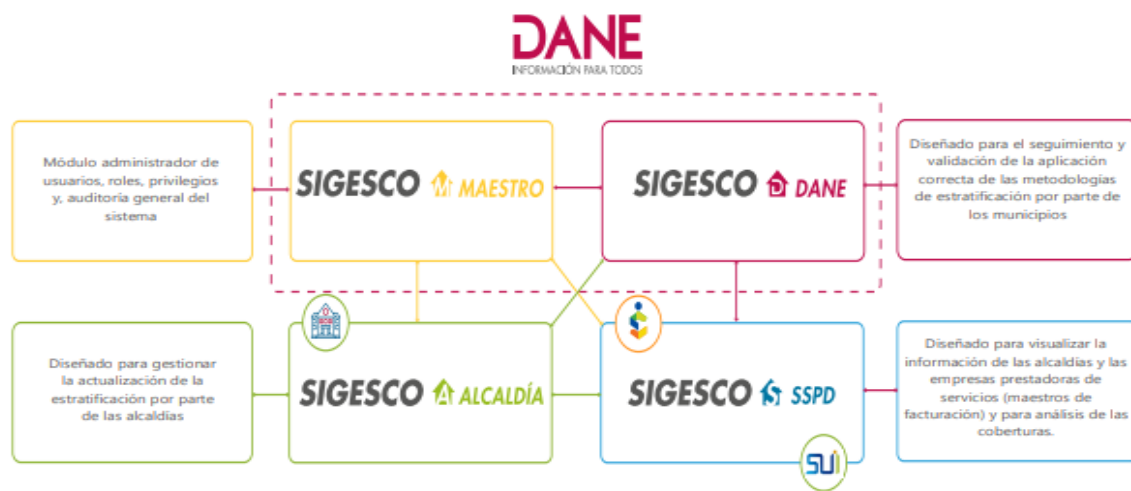 DANE
INFORMACIÓN PARA TODOS
Módulo administrador de
usuarios, roles, privilegios
y, auditoría general del
sistema
SIGESCO M MAESTRO
SIGESCO D DANE
Diseñado para el seguimiento y
validación de la aplicación
correcta de las metodologías
de estratificación por parte de
los municipios
Diseñado para gestionar
la actualización de la
estratificación por parte
de las alcaldías
SIGESCO A ALCALDÍA
SIGESCO S SSPD
sui
Diseñado para visualizar la
información de las alcaldías y las
empresas prestadoras de
servicios (maestros de
facturación) y para análisis de las
coberturas.